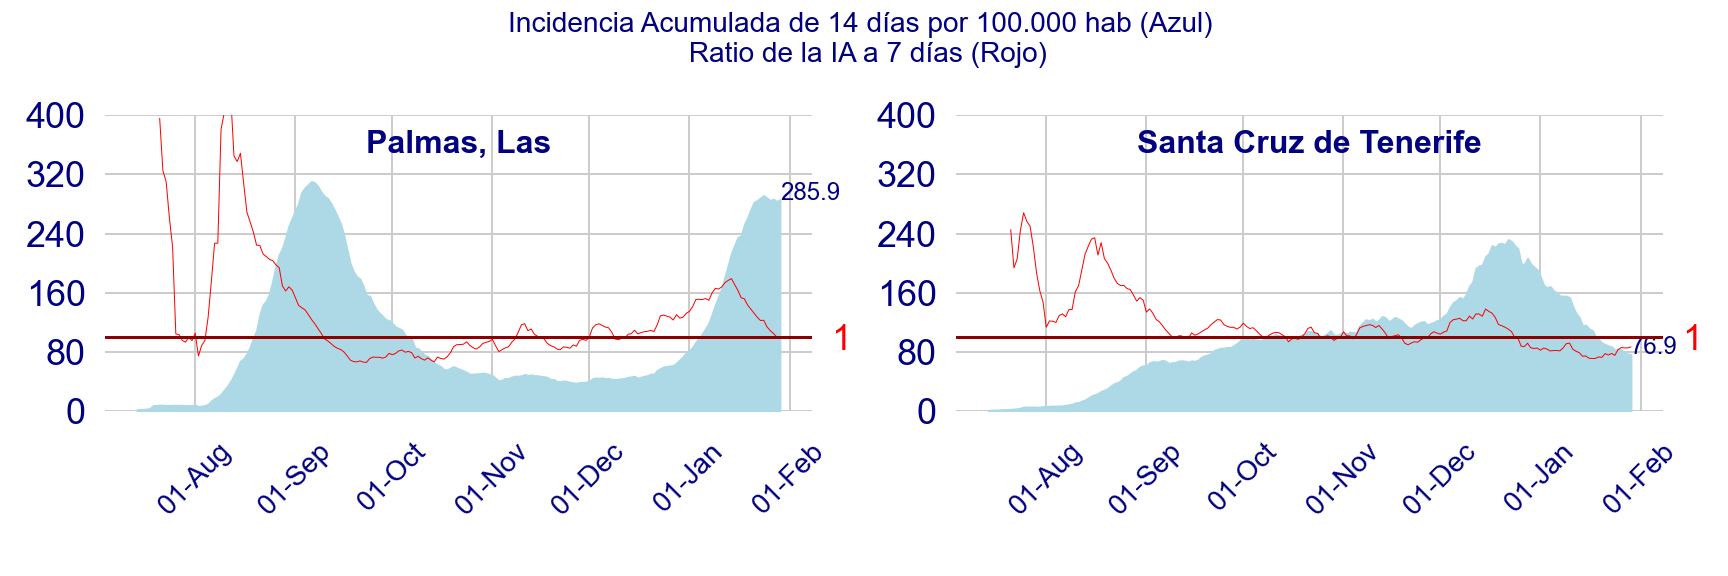 Incidencia Acumulada de 14 días por 100.000 hab (Azul)
Ratio de la IA a 7 días (Rojo)
Palmas, Las
400
320
240
160
80
0
285.9
1
01-Aug
01-Sep
01-Oct
01-Nov
01-Dec
01-Jan
01-Feb
Santa Cruz de Tenerife
400
320
240
160
80
0
76.9
1
01-Aug
01-Sep
01-Oct
01-Nov
01-Dec
01-Jan
01-Feb